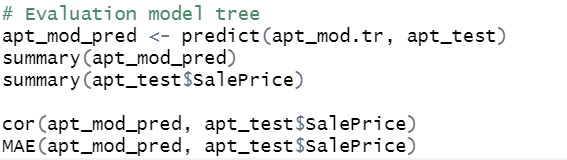 # Evaluation model tree
apt_mod_pred <- predict(apt_mod.tr, apt_test)
summary(apt_mod_pred)
summary(apt_test$SalePrice)
cor(apt_mod_pred, apt_test$SalePrice)
MAE(apt_mod_pred, apt_test$SalePrice)